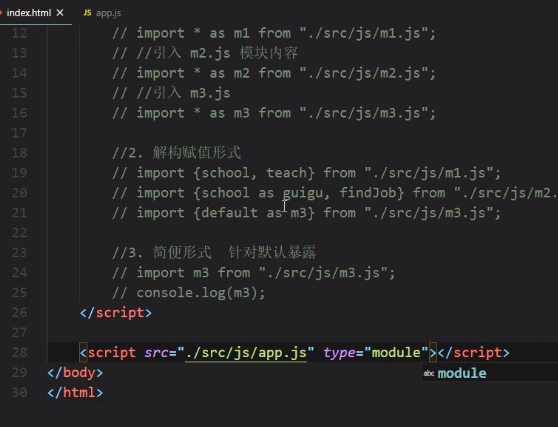 index.html × JS app.js
12 // import * as m1 from "./src/js/m1.js";
13 // //引入 m2.js 模块内容
14 // import * as m2 from "./src/js/m2.js";
15 // //引入 m3.js
16 // import * as m3 from "./src/js/m3.js";
17
18 //2. 解构赋值形式
19 // import {school, teach} from "./src/js/m1.js";
20 // import {school as guigu, findJob} from "./src/js/m2.
21 // import {default as m3} from "./src/js/m3.js";
22
23 //3. 简便形式 针对默认暴露
24 // import m3 from "./src/js/m3.js";
25 // console.log(m3);
26 </script>
27
28 <script src="./src/js/app.js" type="module"></script>
29 </body>
abc module
30 </html>